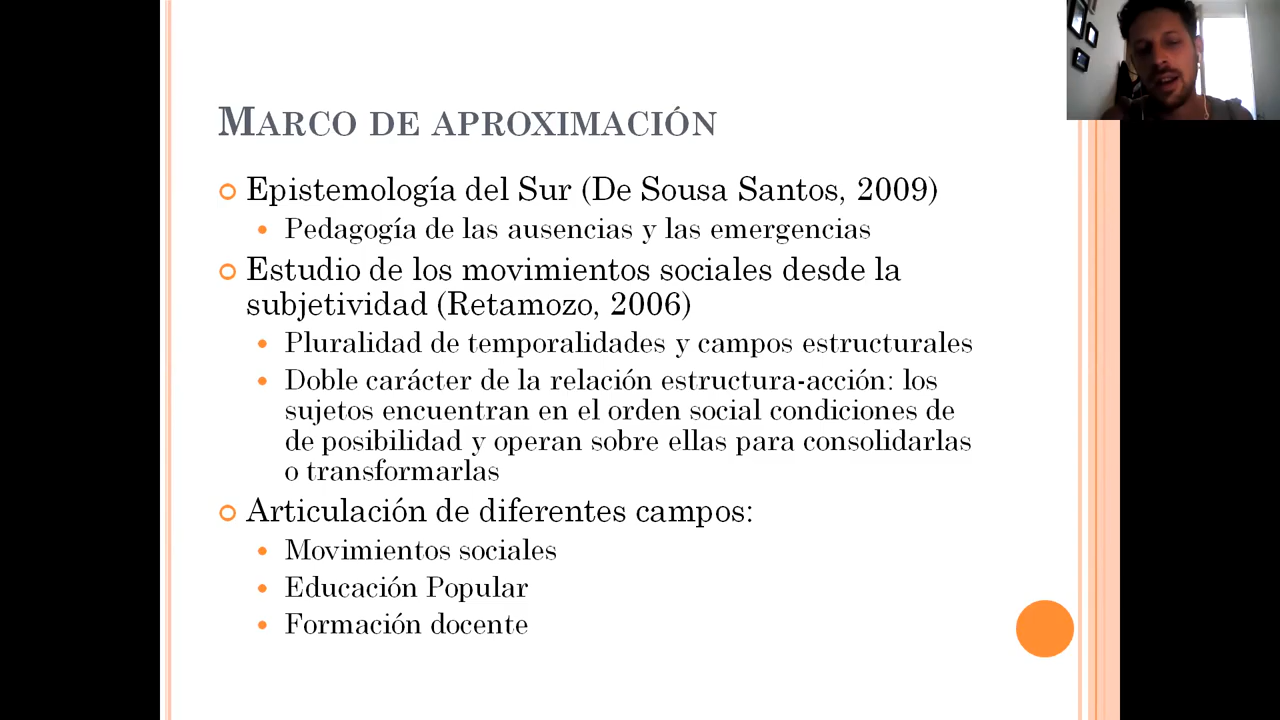 MARCO DE APROXIMACIÓN
Epistemología del Sur (De Sousa Santos, 2009)
Pedagogía de las ausencias y las emergencias
Estudio de los movimientos sociales desde la
subjetividad (Retamozo, 2006)
Pluralidad de temporalidades y campos estructurales
Doble carácter de la relación estructura-acción: los
sujetos encuentran en el orden social condiciones de
de posibilidad y operan sobre ellas para consolidarlas
o transformarlas
Articulación de diferentes campos:
Movimientos sociales
Educación Popular
Formación docente